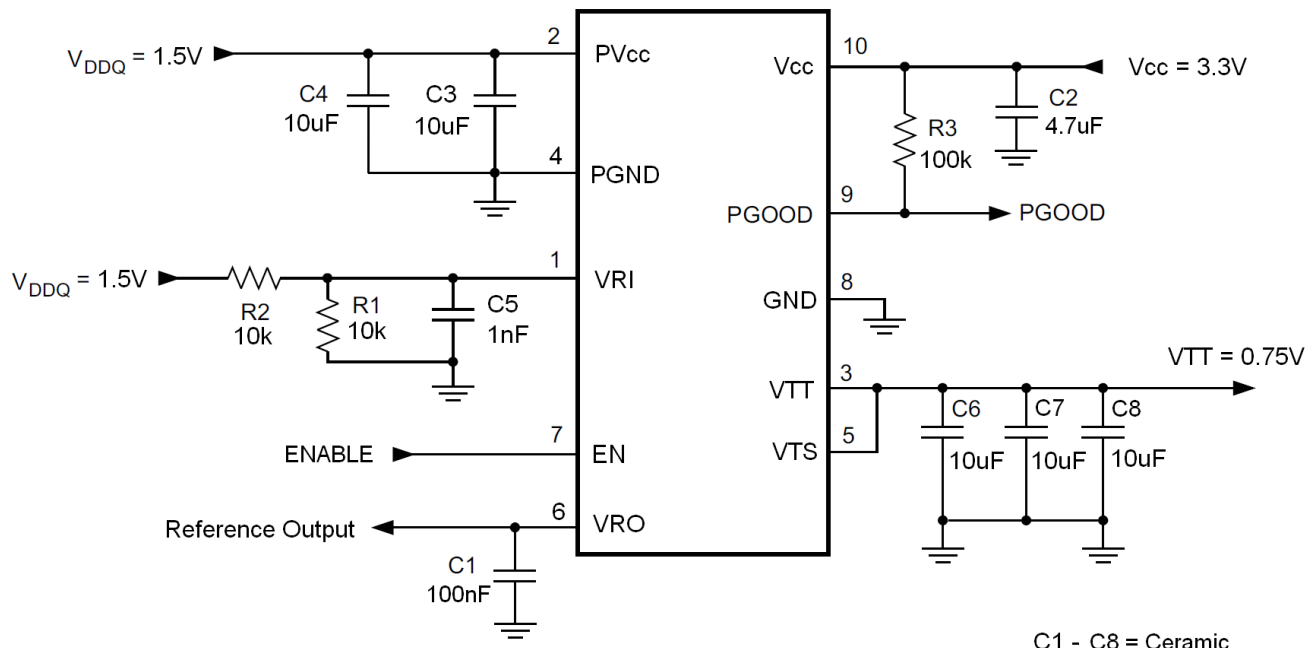 V_DDQ = 1.5V
2
PVcc
C4
10uF
C3
10uF
4
PGND
V_DDQ = 1.5V
1
VRI
R2
10k
R1
10k
C5
1nF
ENABLE
7
EN
Reference Output
6
VRO
C1
100nF
Vcc
10
Vcc = 3.3V
R3
100k
C2
4.7uF
PGOOD
9
PGOOD
GND
8
VTT
3
VTT = 0.75V
VTS
5
C6
10uF
C7
10uF
C8
10uF
C1 - C8 = Ceramic